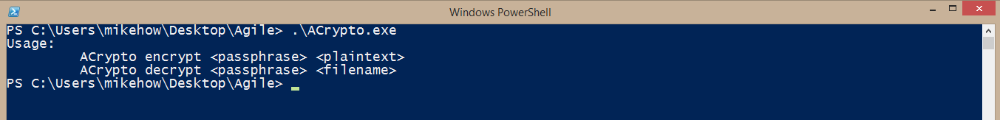 Windows PowerShell
PS C:\Users\mikehow\Desktop\Agile> .\ACrypto.exe
Usage:
ACrypto encrypt <passphrase> <plaintext>
ACrypto decrypt <passphrase> <filename>
PS C:\Users\mikehow\Desktop\Agile>